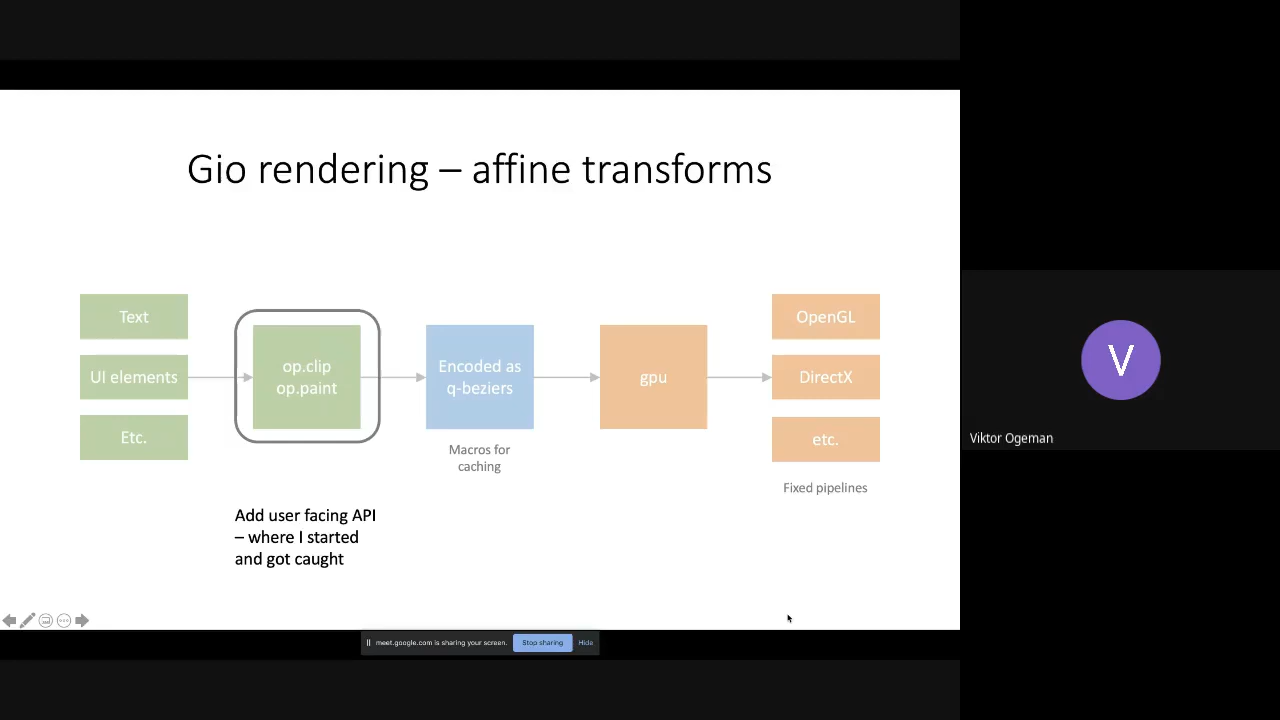 Gio rendering – affine transforms
Text
UI elements
Etc.
op.clip
op.paint
Encoded as
q-beziers
Macros for
caching
gpu
OpenGL
DirectX
etc.
Fixed pipelines
Add user facing API
– where I started
and got caught
meet.google.com is sharing your screen.
Stop sharing
Hide
V
Viktor Ogeman